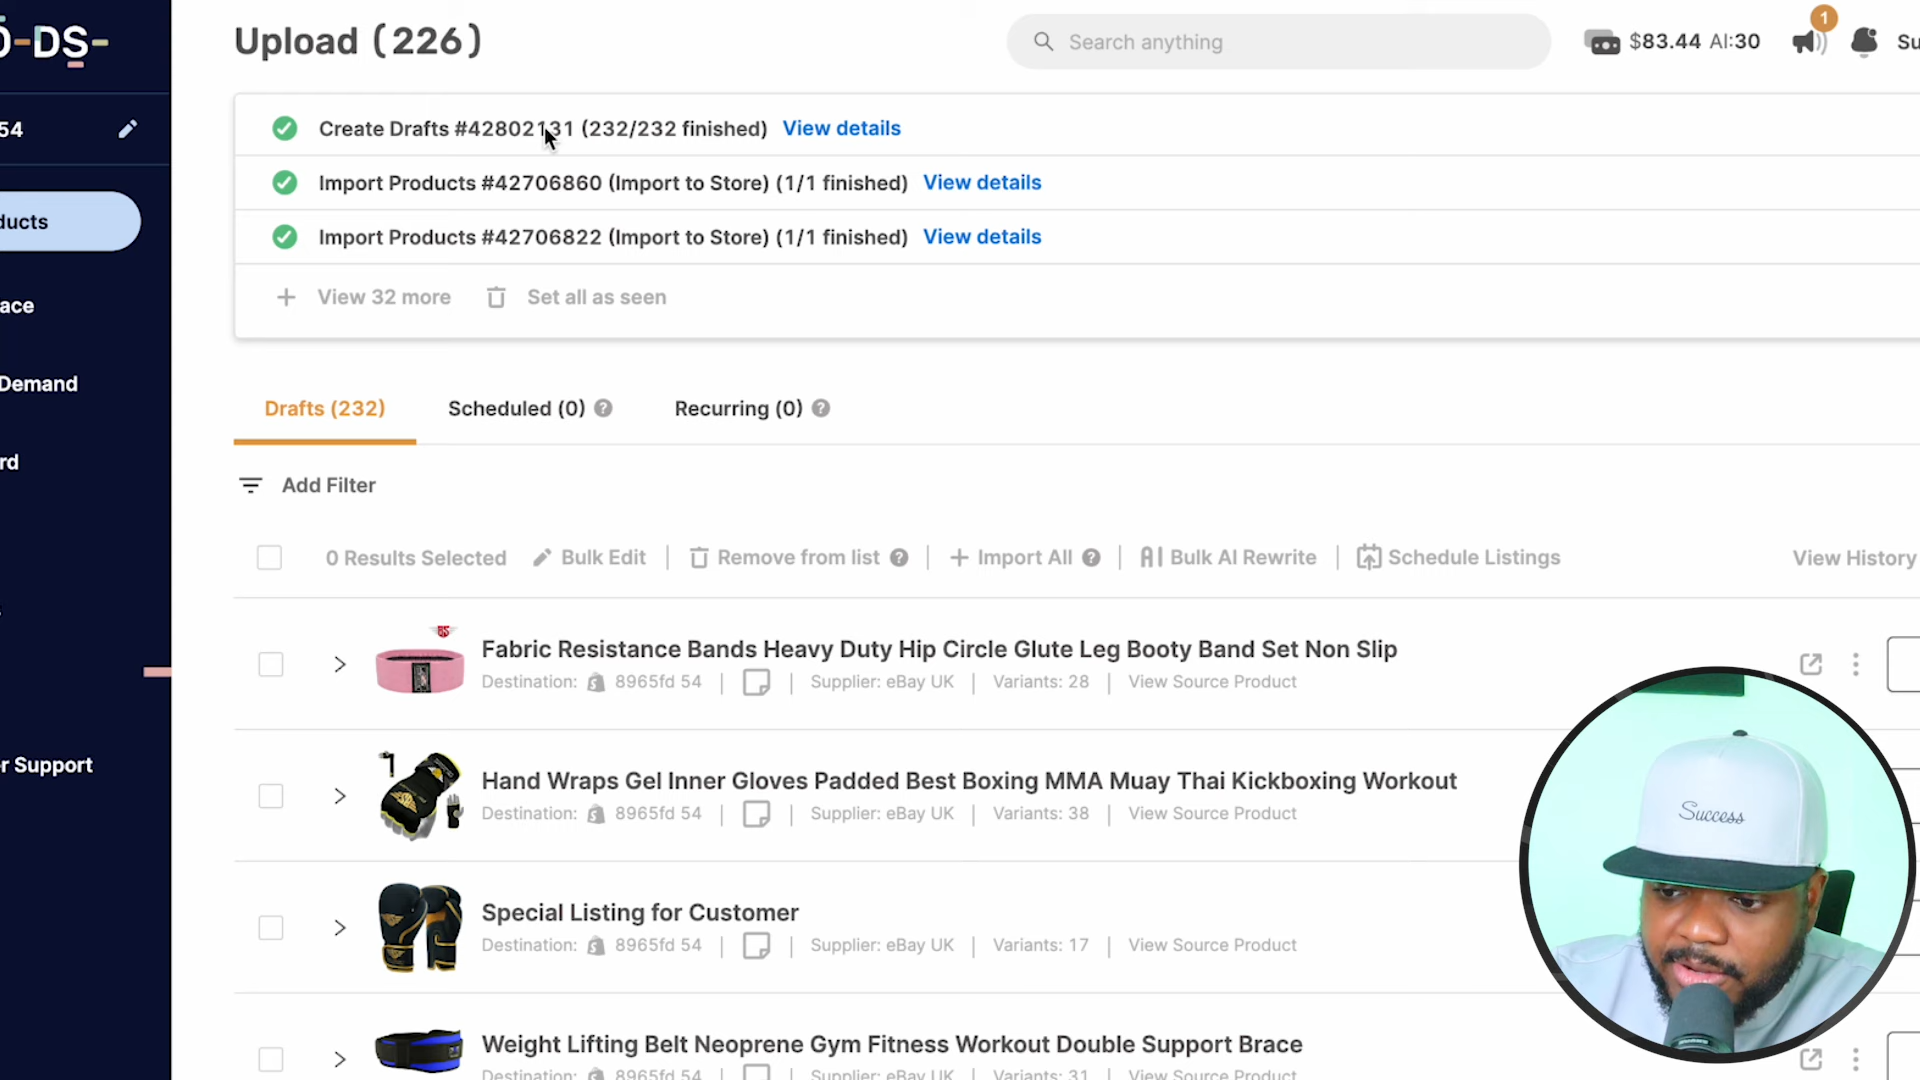 -DS-
Upload (226)
Search anything
$83.44 AI:30
1
Su
54
Create Drafts #42802131 (232/232 finished) View details
Import Products #42706860 (Import to Store) (1/1 finished) View details
Import Products #42706822 (Import to Store) (1/1 finished) View details
View 32 more Set all as seen
ducts
ace
Demand
rd
r Support
Drafts (232) Scheduled (0) ? Recurring (0) ?
Add Filter
0 Results Selected Bulk Edit Remove from list ? + Import All ? AI Bulk AI Rewrite Schedule Listings View History
Fabric Resistance Bands Heavy Duty Hip Circle Glute Leg Booty Band Set Non Slip
Destination: 8965fd 54 | Supplier: eBay UK | Variants: 28 | View Source Product
Hand Wraps Gel Inner Gloves Padded Best Boxing MMA Muay Thai Kickboxing Workout
Destination: 8965fd 54 | Supplier: eBay UK | Variants: 38 | View Source Product
Special Listing for Customer
Destination: 8965fd 54 | Supplier: eBay UK | Variants: 17 | View Source Product
Weight Lifting Belt Neoprene Gym Fitness Workout Double Support Brace
Destination: 8965fd 54 | Supplier: eBay UK | Variants: 31 | View Source Product
Success